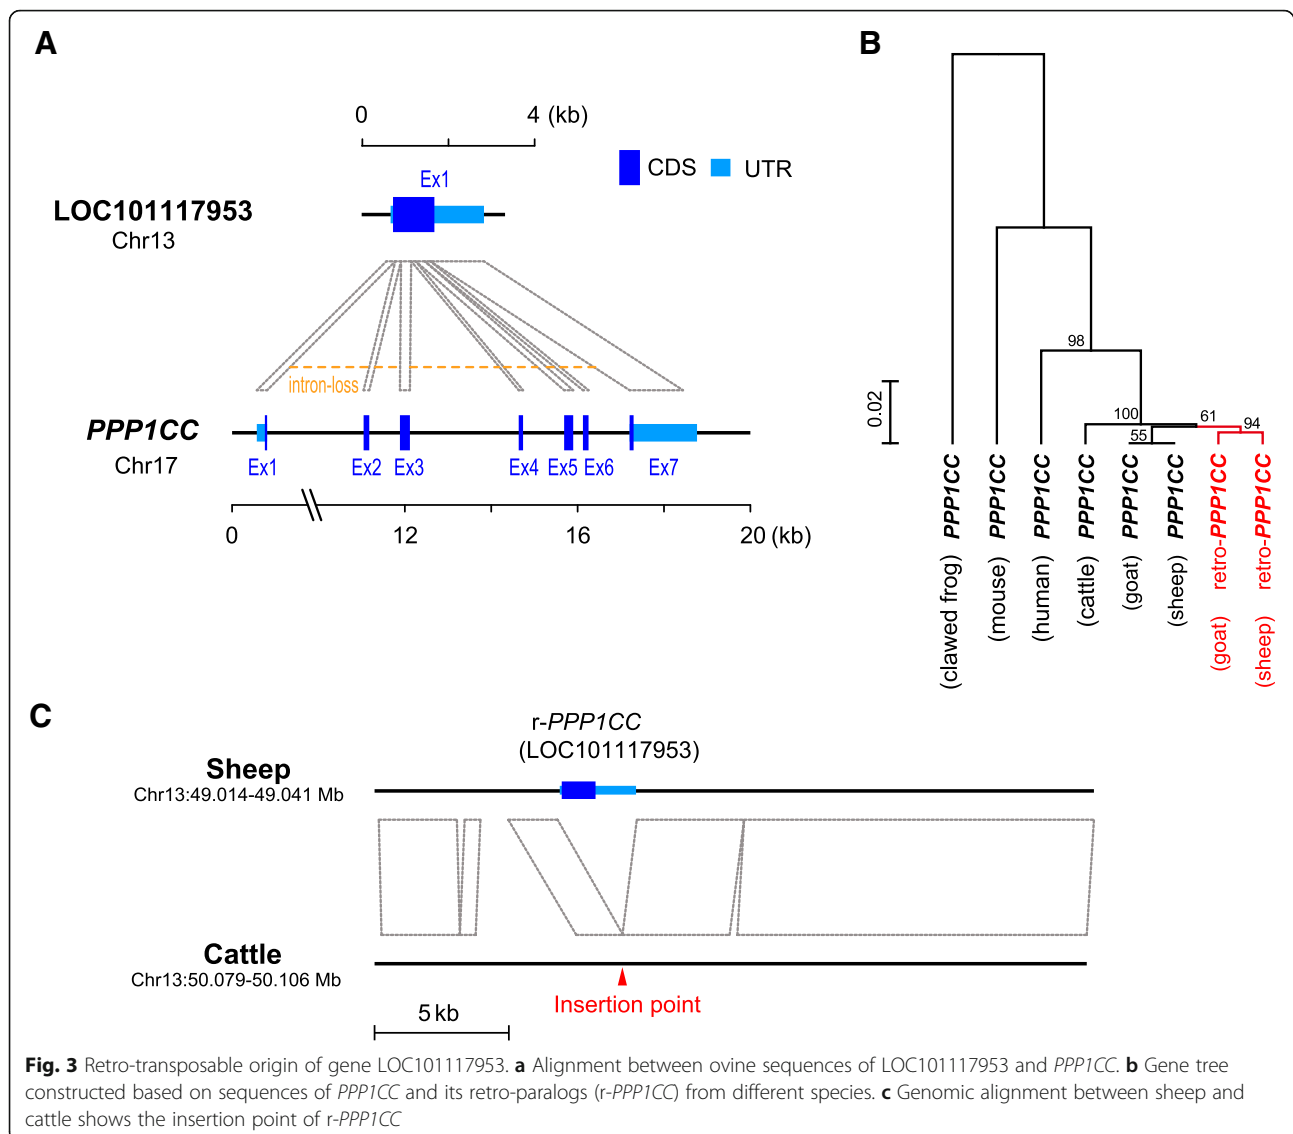 A
0 4 (kb)
CDS UTR
Ex1
LOC101117953
Chr13
intron-loss
PPP1CC
Chr17
Ex1 Ex2 Ex3 Ex4 Ex5 Ex6 Ex7
0 12 16 20 (kb)
B
98
100 61
55 94
0.02
(clawed frog) PPP1CC
(mouse) PPP1CC
(human) PPP1CC
(cattle) PPP1CC
(goat) PPP1CC
(sheep) PPP1CC
(goat) retro-PPP1CC
(sheep) retro-PPP1CC
C
r-PPP1CC
(LOC101117953)
Sheep
Chr13:49.014-49.041 Mb
Cattle
Chr13:50.079-50.106 Mb
Insertion point
5 kb
Fig. 3 Retro-transposable origin of gene LOC101117953. a Alignment between ovine sequences of LOC101117953 and PPP1CC. b Gene tree
constructed based on sequences of PPP1CC and its retro-paralogs (r-PPP1CC) from different species. c Genomic alignment between sheep and
cattle shows the insertion point of r-PPP1CC